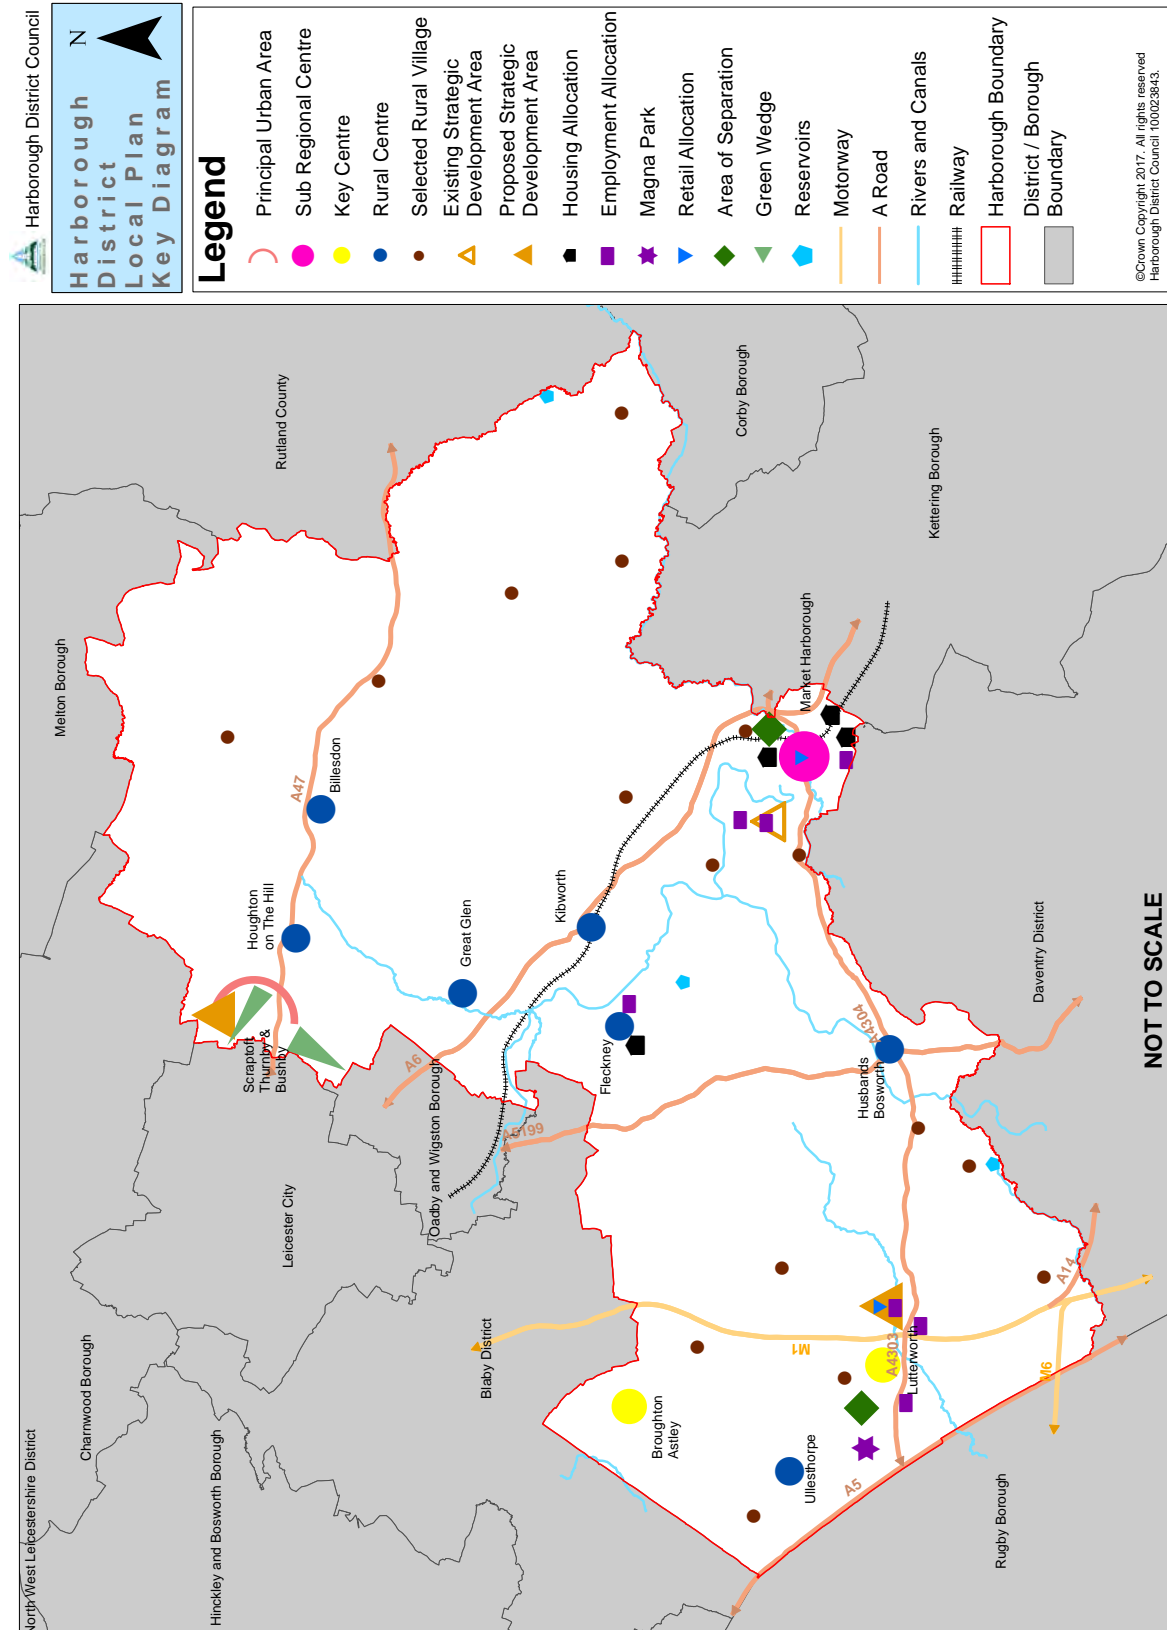 Harborough District Council
Harborough
District
Local Plan
Key Diagram
N
Legend
Principal Urban Area
Sub Regional Centre
Key Centre
Rural Centre
Selected Rural Village
Existing Strategic
Development Area
Proposed Strategic
Development Area
Housing Allocation
Employment Allocation
Magna Park
Retail Allocation
Area of Separation
Green Wedge
Reservoirs
Motorway
A Road
Rivers and Canals
Railway
Harborough Boundary
District / Borough
Boundary
©Crown Copyright 2017. All rights reserved
Harborough District Council 100023843.
North West Leicestershire District
Charnwood Borough
Melton Borough
Rutland County
Hinckley and Bosworth Borough
Leicester City
Scraptoft
Thurnby &
Bushby
Houghton
on The Hill
A47
Billesdon
Corby Borough
Oadby and Wigston Borough
A6
Great Glen
Kibworth
Blaby District
A5199
Fleckney
Market Harborough
Kettering Borough
Broughton
Astley
M1
Ullesthorpe
A5
A4303
Lutterworth
Husbands
Bosworth
A4304
Daventry District
Rugby Borough
M6
A14
NOT TO SCALE